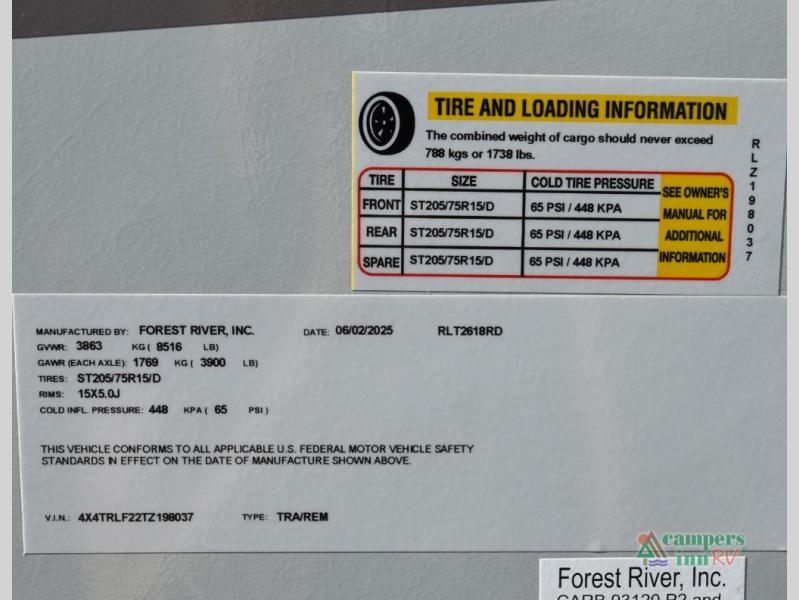 TIRE AND LOADING INFORMATION
The combined weight of cargo should never exceed
788 kgs or 1738 lbs.
TIRE SIZE COLD TIRE PRESSURE
FRONT ST205/75R15/D 65 PSI / 448 KPA
REAR ST205/75R15/D 65 PSI / 448 KPA
SPARE ST205/75R15/D 65 PSI / 448 KPA
SEE OWNER'S
MANUAL FOR
ADDITIONAL
INFORMATION
RLZ198037
MANUFACTURED BY: FOREST RIVER, INC. DATE: 06/02/2025 RLT2618RD
GVWR: 3863 KG ( 8516 LB)
GAWR (EACH AXLE): 1769 KG ( 3900 LB)
TIRES: ST205/75R15/D
RIMS: 15X5.0J
COLD INFL. PRESSURE: 448 KPA ( 65 PSI )
THIS VEHICLE CONFORMS TO ALL APPLICABLE U.S. FEDERAL MOTOR VEHICLE SAFETY
STANDARDS IN EFFECT ON THE DATE OF MANUFACTURE SHOWN ABOVE.
V.I.N.: 4X4TRLF22TZ198037 TYPE: TRA/REM
campers
inn RV
Forest River, Inc.
CARB 93120 P2 and